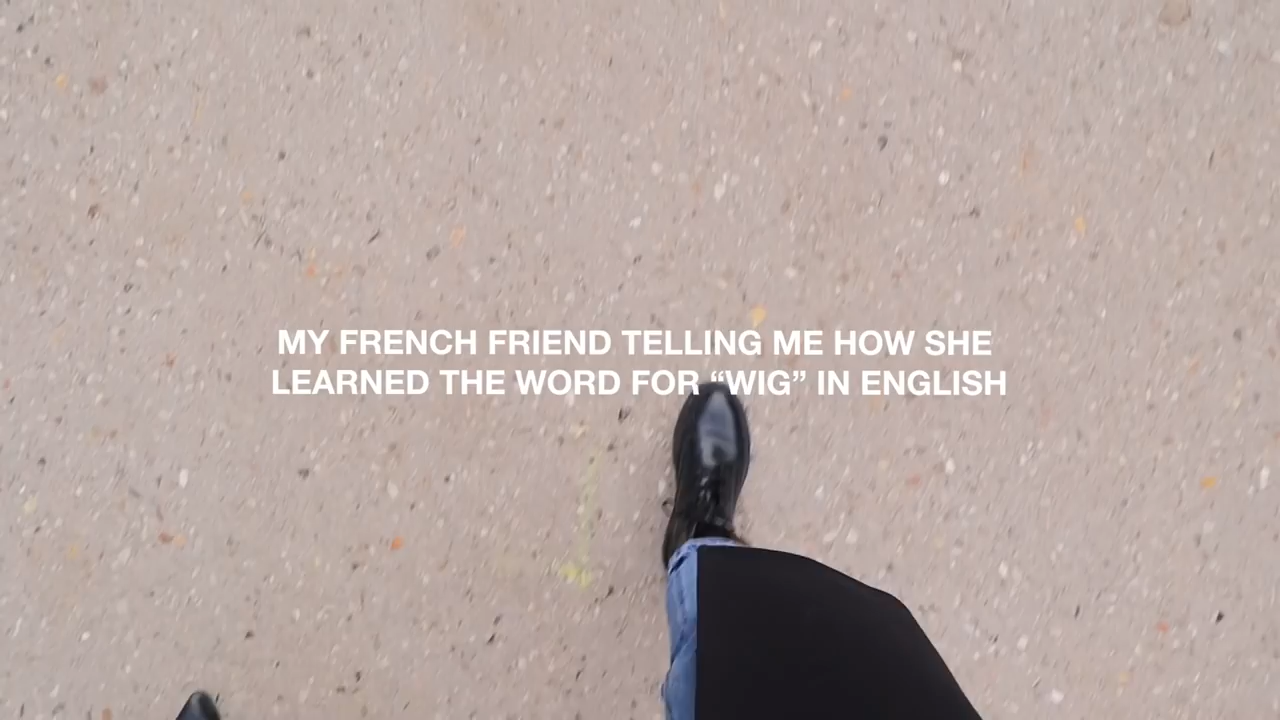 MY FRENCH FRIEND TELLING ME HOW SHE
LEARNED THE WORD FOR “WIG” IN ENGLISH